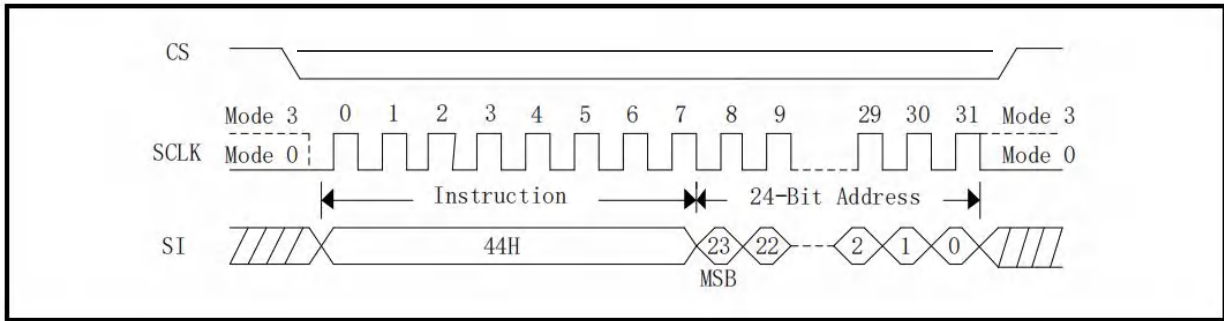 CS
Mode 3 0 1 2 3 4 5 6 7 8 9 29 30 31 Mode 3
SCLK Mode 0 Mode 0
Instruction 24-Bit Address
SI 44H 23 22 2 1 0
MSB